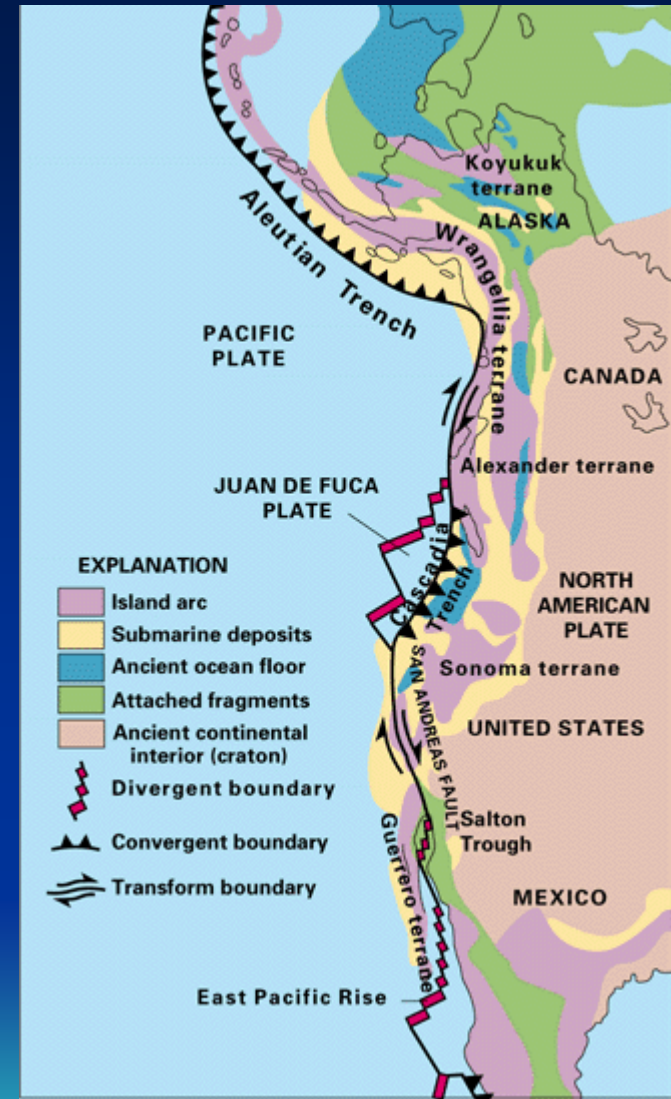 Koyukuk
terrane
ALASKA
Aleutian Trench
Wrangellia terrane
PACIFIC
PLATE
CANADA
Alexander terrane
JUAN DE FUCA
PLATE
Cascadia
Trench
NORTH
AMERICAN
PLATE
Sonoma terrane
SAN ANDREAS FAULT
UNITED STATES
Salton
Trough
Guerrero terrane
MEXICO
East Pacific Rise
EXPLANATION
Island arc
Submarine deposits
Ancient ocean floor
Attached fragments
Ancient continental
interior (craton)
Divergent boundary
Convergent boundary
Transform boundary